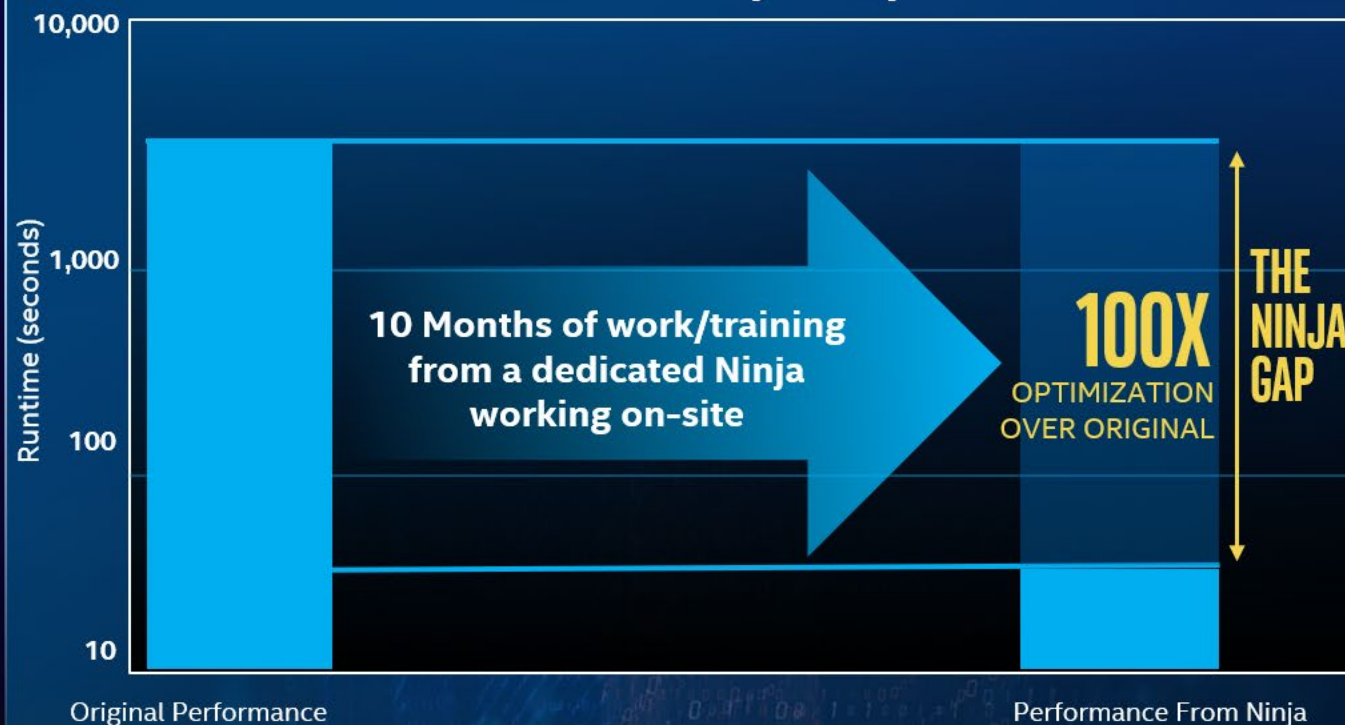 10,000
1,000
100
10
Runtime (seconds)
10 Months of work/training
from a dedicated Ninja
working on-site
100X
OPTIMIZATION
OVER ORIGINAL
THE
NINJA
GAP
Original Performance
Performance From Ninja